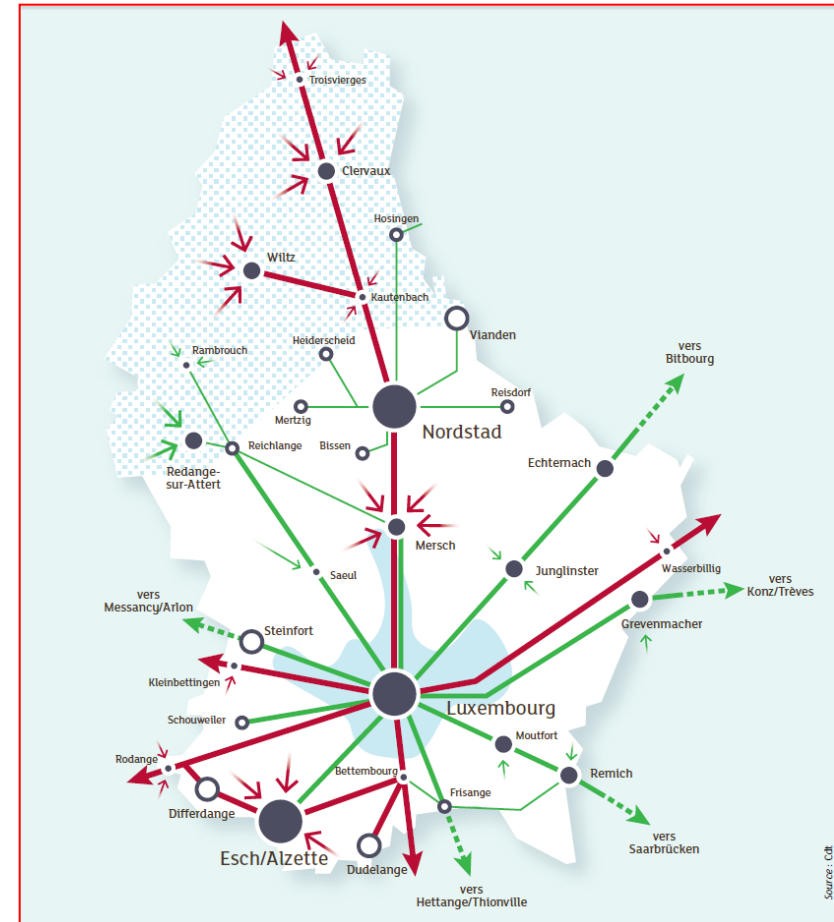 Troisvierges
Clervaux
Hosingen
Wiltz
Kautenbach
Vianden
Heiderscheid
Rambrouch
vers
Bitbourg
Reisdorf
Mertzig
Nordstad
Reichlange
Bissen
Echternach
Redange-
sur-Attert
Mersch
Junglinster
Wasserbillig
Saeul
vers
Konz/Trèves
vers
Messancy/Arlon
Steinfort
Grevenmacher
Kleinbettingen
Luxembourg
Schouweiler
Moutfort
Rodange
Bettembourg
Remich
Frisange
Differdange
vers
Saarbrücken
Esch/Alzette
Dudelange
vers
Hettange/Thionville
Source : Cdt